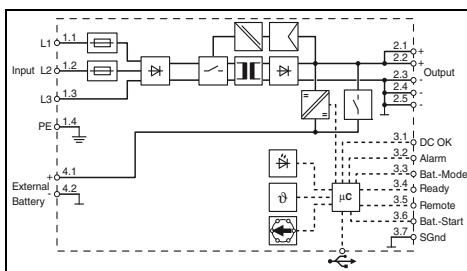 L1 1.1
Input L2 1.2
L3 1.3
PE 1.4
+ 4.1
External
Battery - 4.2
2.1 +
2.2 +
2.3 -
Output
2.4 -
2.5 -
3.1 DC OK
3.2 Alarm
3.3 Bat.-Mode
3.4 Ready
3.5 Remote
3.6 Bat.-Start
3.7 SGnd
= =
ϑ
µC